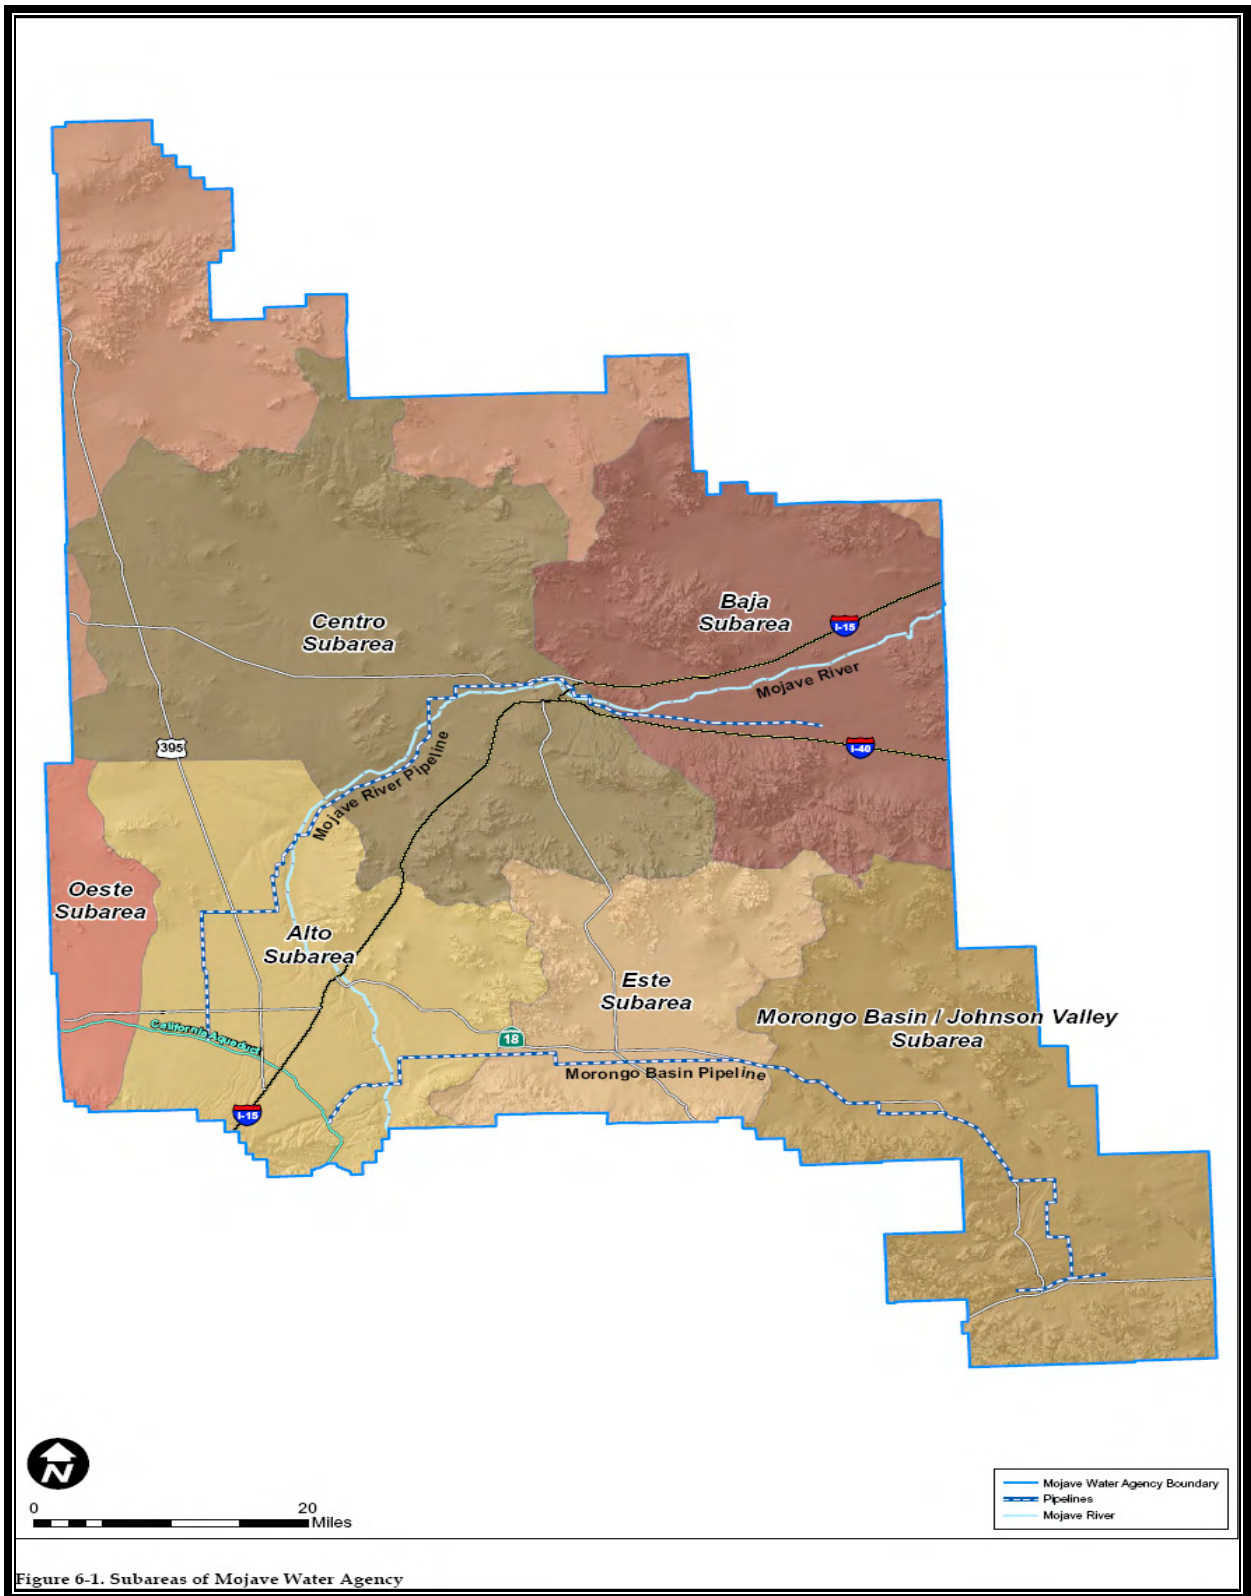 Centro
Subarea
Baja
Subarea
I-15
Mojave River
I-40
395
Mojave River Pipeline
Oeste
Subarea
Alto
Subarea
Este
Subarea
Morongo Basin / Johnson Valley
Subarea
California Aqueduct
18
Morongo Basin Pipeline
I-15
N
0 20
Miles
Mojave Water Agency Boundary
Pipelines
Mojave River
Figure 6-1. Subareas of Mojave Water Agency